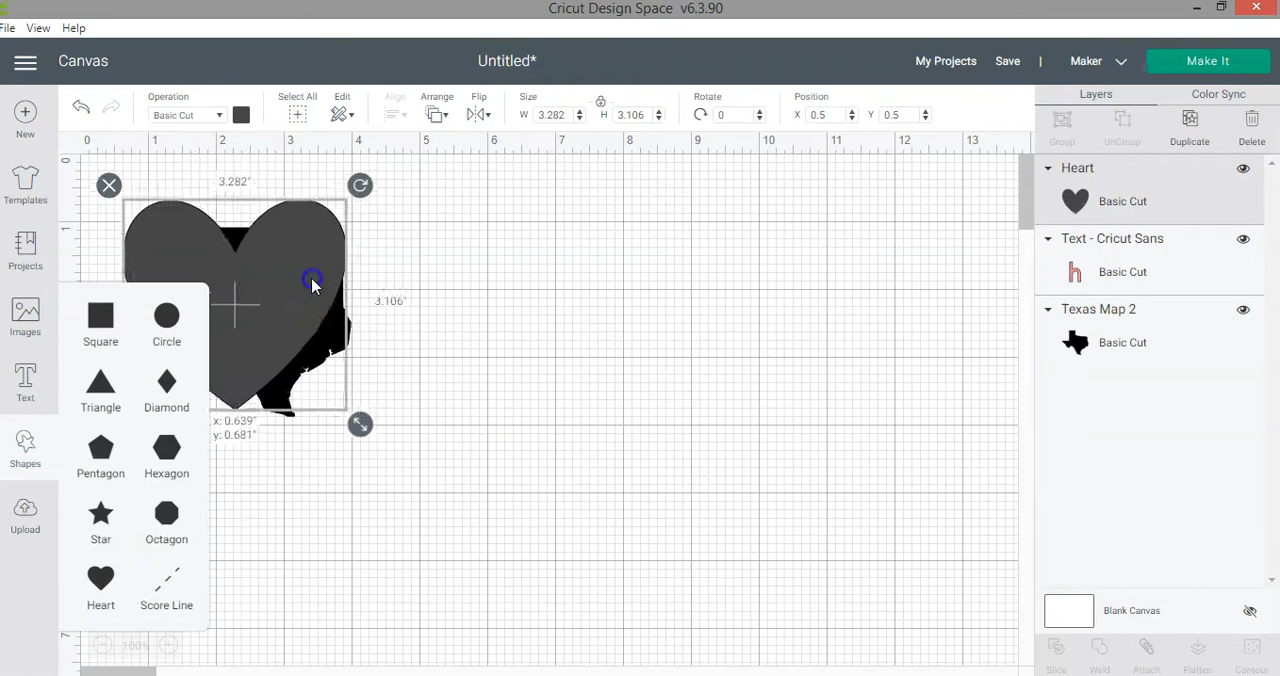 Cricut Design Space v6.3.90
File View Help
Canvas
Untitled*
My Projects Save | Maker Make It
Operation
Basic Cut
Select All
Edit
Align
Arrange
Flip
Size
W 3.282 H 3.106
Rotate
0
Position
X 0.5 Y 0.5
Layers Color Sync
New
Templates
Projects
Images
Text
Shapes
Upload
0 1 2 3 4 5 6 7 8 9 10 11 12 13
0
1
7
3.282"
3.106"
x: 0.639"
y: 0.681"
Square Circle
Triangle Diamond
Pentagon Hexagon
Star Octagon
Heart Score Line
100%
Group UnGroup Duplicate Delete
Heart
Basic Cut
Text - Cricut Sans
h Basic Cut
Texas Map 2
Basic Cut
Blank Canvas
Slice Weld Attach Flatten Contour